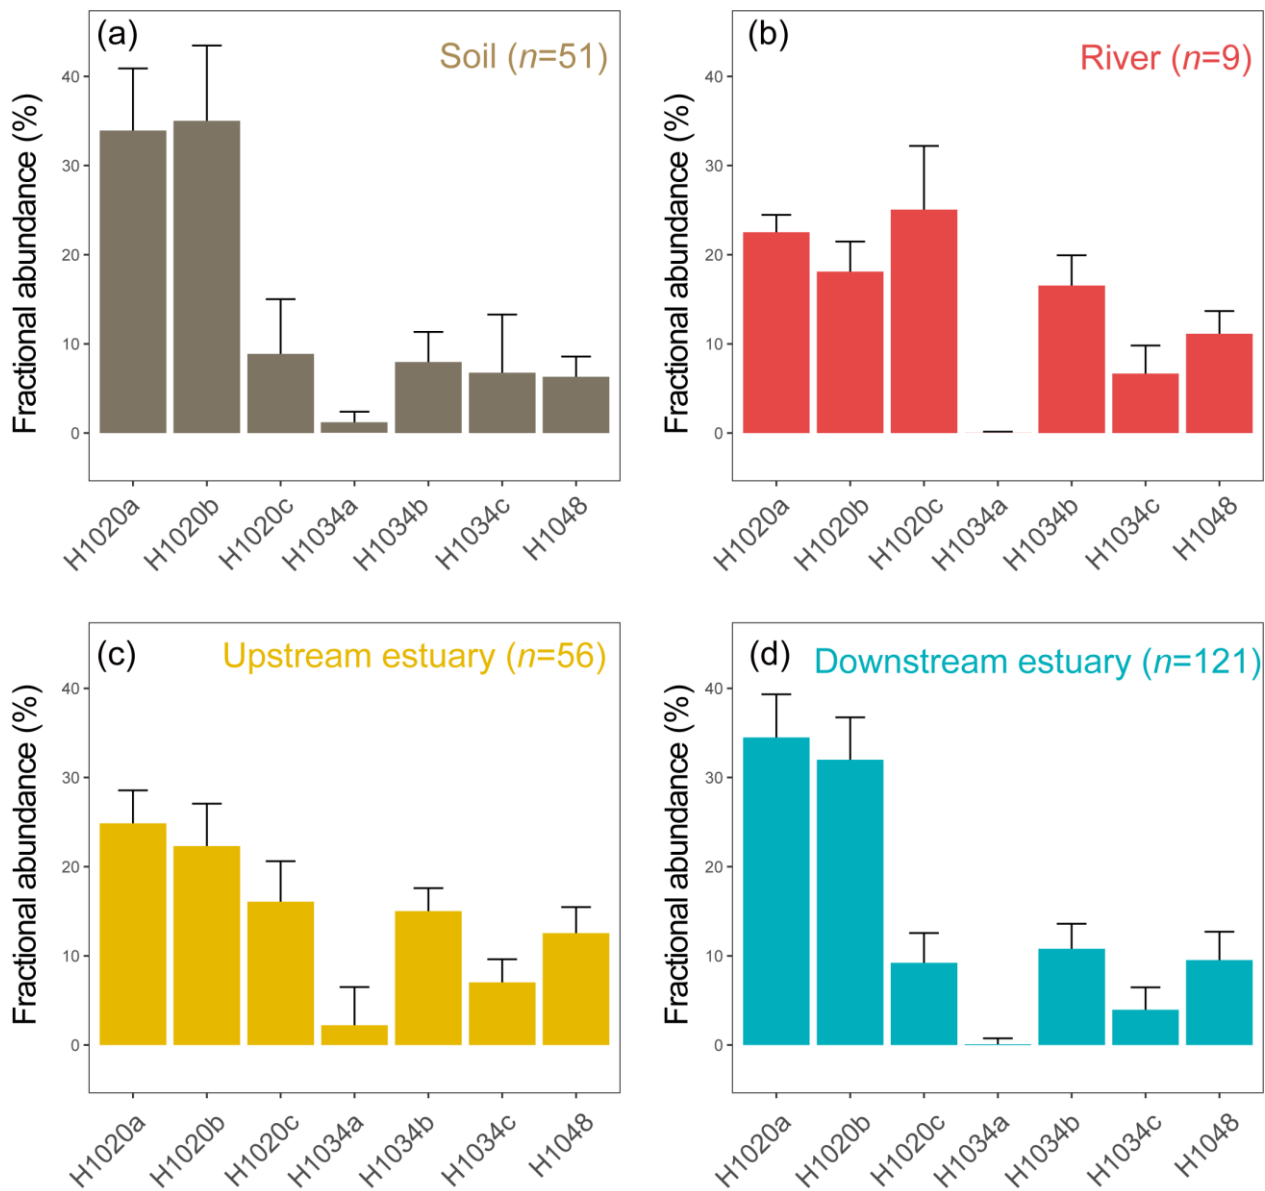 (a)
Soil (n=51)
Fractional abundance (%)
40
30
20
10
0
H1020a
H1020b
H1020c
H1034a
H1034b
H1034c
H1048
(b)
River (n=9)
Fractional abundance (%)
40
30
20
10
0
H1020a
H1020b
H1020c
H1034a
H1034b
H1034c
H1048
(c)
Upstream estuary (n=56)
Fractional abundance (%)
40
30
20
10
0
H1020a
H1020b
H1020c
H1034a
H1034b
H1034c
H1048
(d)
Downstream estuary (n=121)
Fractional abundance (%)
40
30
20
10
0
H1020a
H1020b
H1020c
H1034a
H1034b
H1034c
H1048